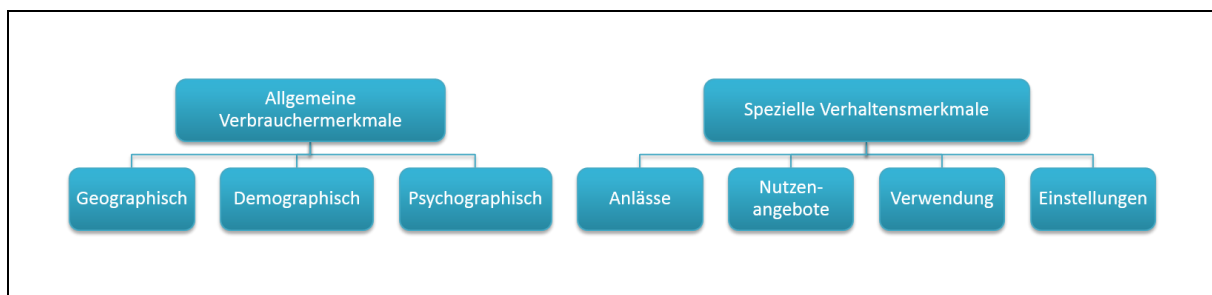 Allgemeine
Verbrauchermerkmale
Geographisch
Demographisch
Psychographisch
Spezielle Verhaltensmerkmale
Anlässe
Nutzen-
angebote
Verwendung
Einstellungen